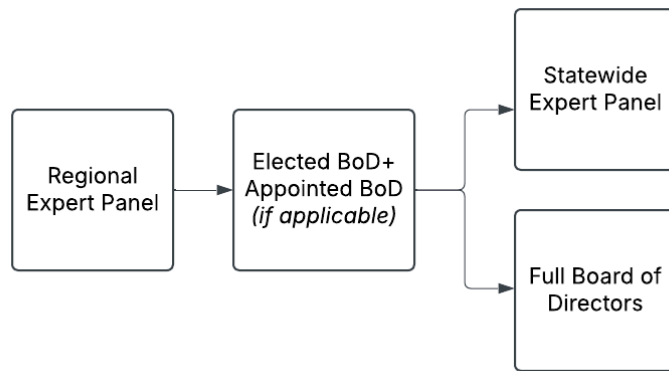 Regional
Expert Panel
Elected BoD+
Appointed BoD
(if applicable)
Statewide
Expert Panel
Full Board of
Directors